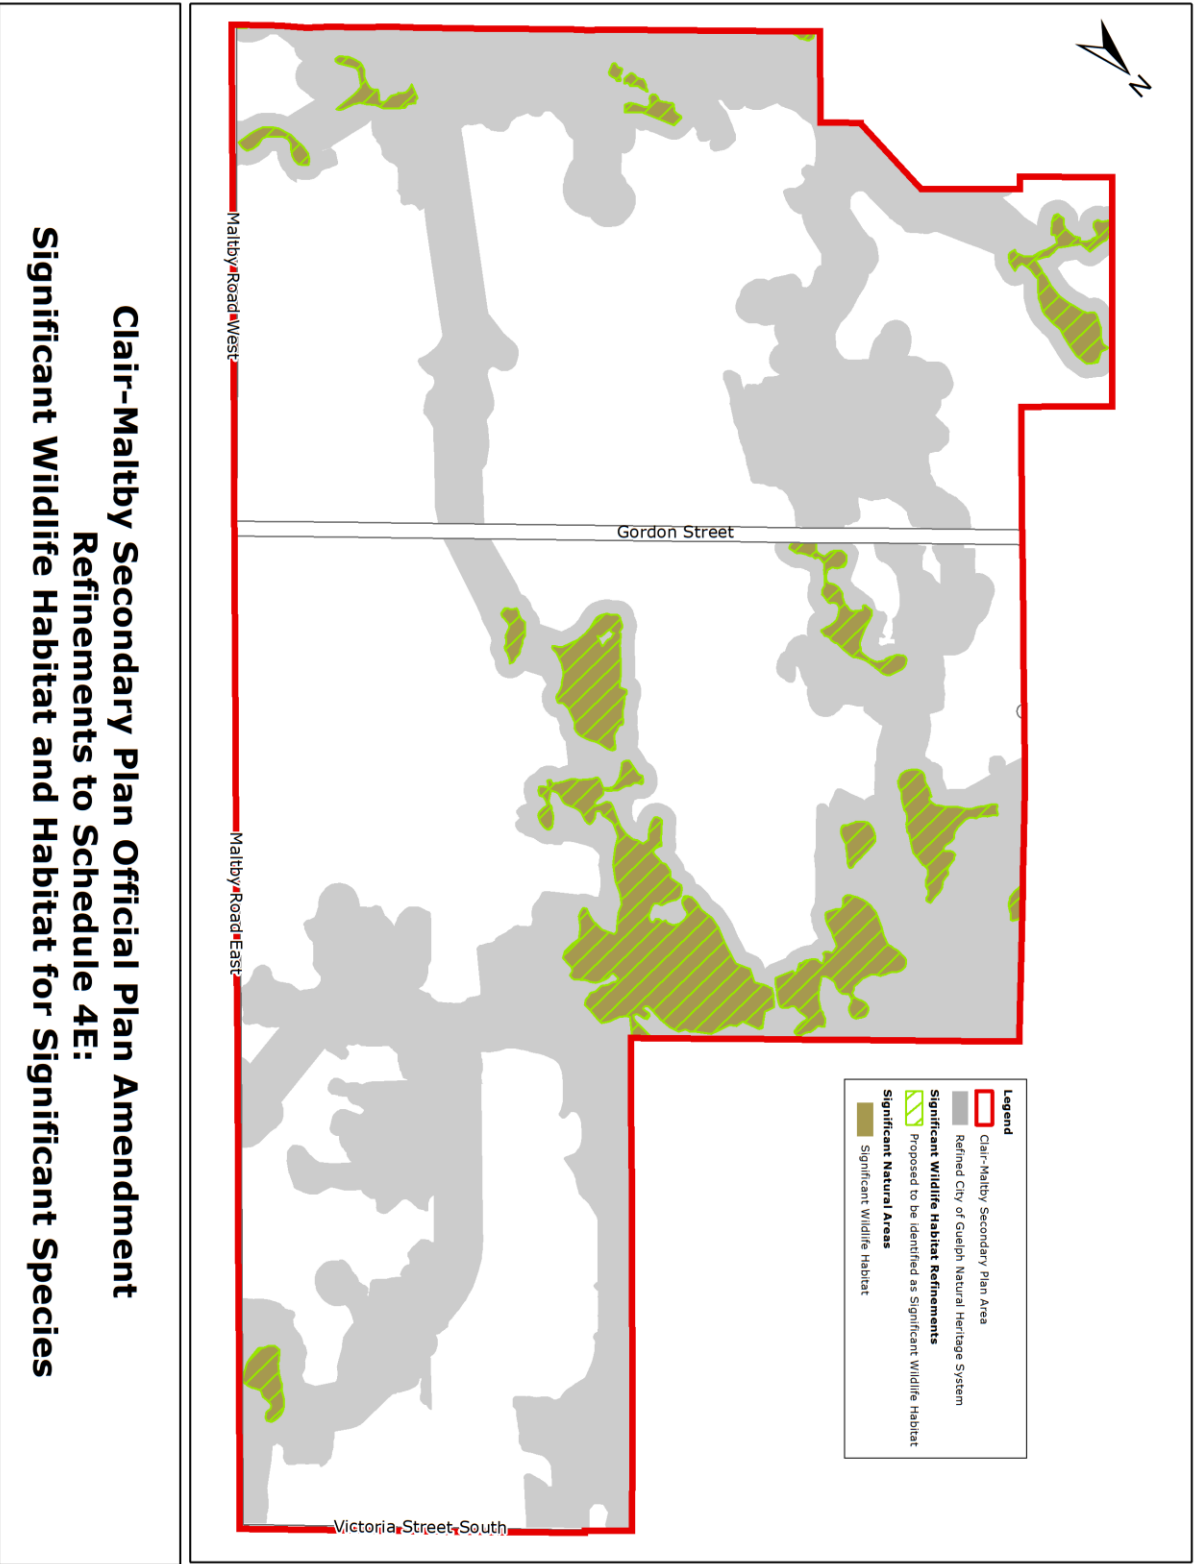 Clair-Maltby Secondary Plan Official Plan Amendment
Refinements to Schedule 4E:
Significant Wildlife Habitat and Habitat for Significant Species
N
Maltby Road West
Gordon Street
Maltby Road East
Victoria Street South
Legend
Clair-Maltby Secondary Plan Area
Refined City of Guelph Natural Heritage System
Significant Wildlife Habitat Refinements
Proposed to be identified as Significant Wildlife Habitat
Significant Natural Areas
Significant Wildlife Habitat